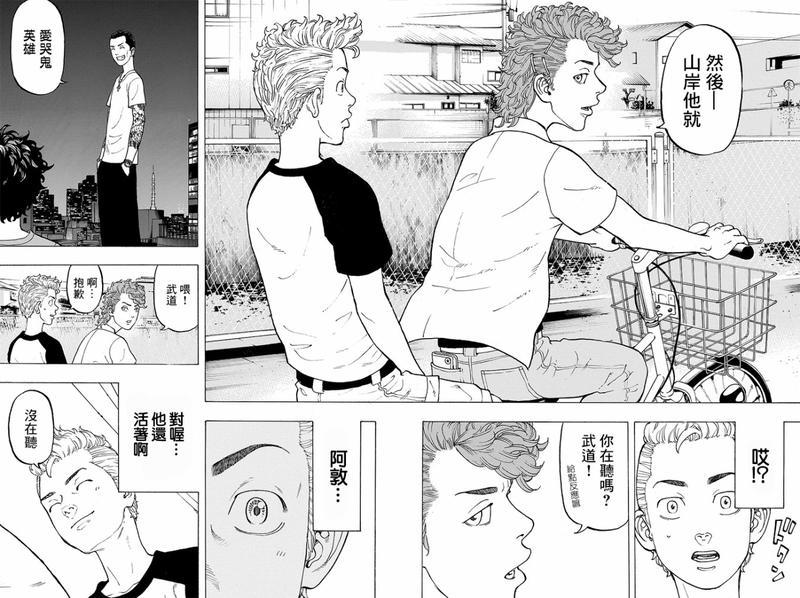 然後─
山岸他就
哎!?
ドクン
你在聽嗎？
武道！
給點反應嘛
阿敦…
愛哭鬼
英雄
喂！
武道
啊…
抱歉
對喔…
他還
活著啊
沒在聽